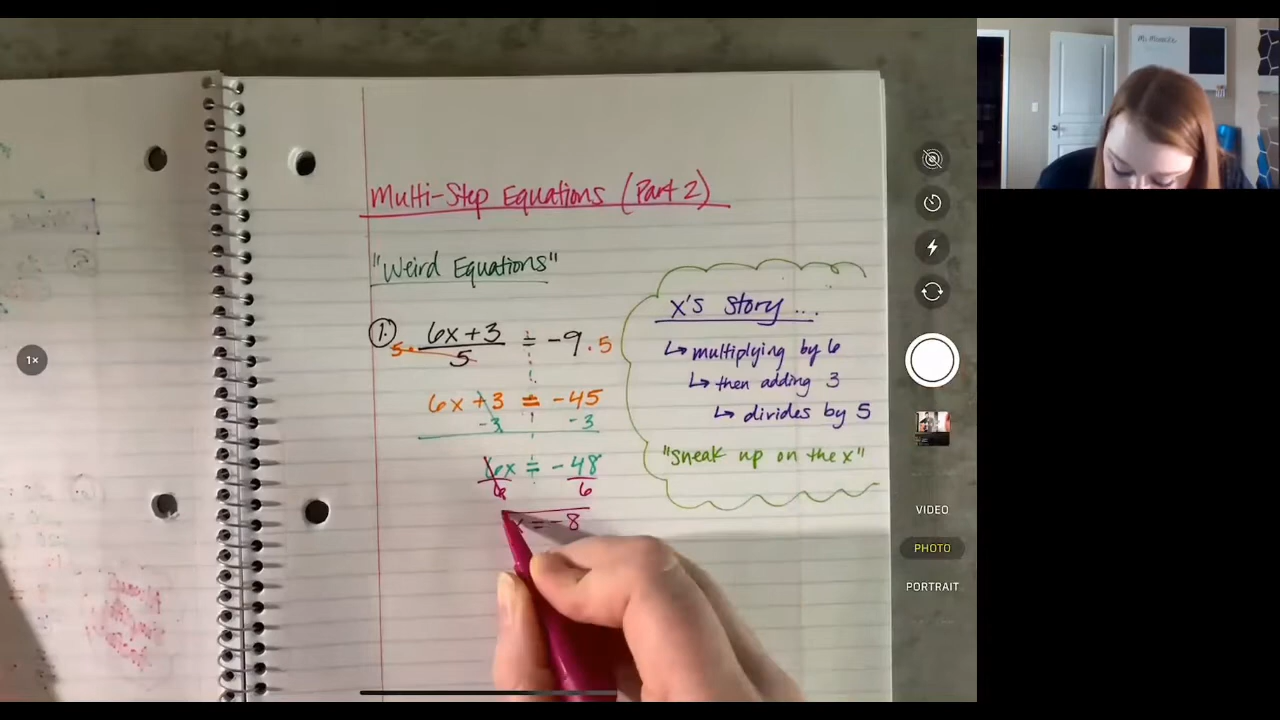 Multi-Step Equations (Part 2)
"Weird Equations"
1. 6x + 3 = -9 . 5
5 . 5
6x + 3 = -45
-3 -3
6x = -48
6 6
x = -8
x's story ...
↳ multiplying by 6
↳ then adding 3
↳ divides by 5
"sneak up on the x"
1×
VIDEO
PHOTO
PORTRAIT